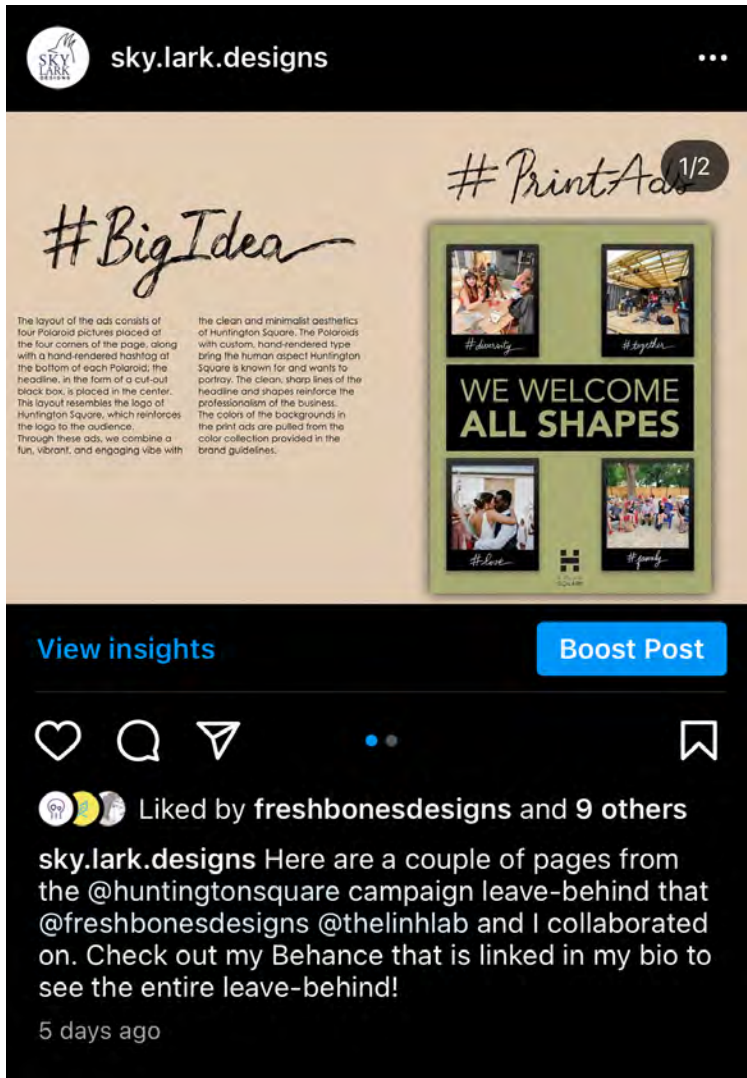 SKY
LARK
DESIGNS
sky.lark.designs
1/2
#BigIdea
The layout of the ads consists of
four Polaroid pictures placed at
the four corners of the page, along
with a hand-rendered hashtag at
the bottom of each Polaroid; the
headline, in the form of a cut-out
black box, is placed in the center.
This layout resembles the logo of
Huntington Square, which reinforces
the logo to the audience.
Through these ads, we combine a
fun, vibrant, and engaging vibe with
the clean and minimalist aesthetics
of Huntington Square. The Polaroids
with custom, hand-rendered type
bring the human aspect Huntington
Square is known for and wants to
portray. The clean, sharp lines of the
headline and shapes reinforce the
professionalism of the business.
The colors of the backgrounds in
the print ads are pulled from the
color collection provided in the
brand guidelines.
#PrintAds
#diversity
#together
WE WELCOME
ALL SHAPES
#love
#family
SQUARE
View insights
Boost Post
Liked by freshbonesdesigns and 9 others
sky.lark.designs Here are a couple of pages from
the @huntingtonsquare campaign leave-behind that
@freshbonesdesigns @thelinhlab and I collaborated
on. Check out my Behance that is linked in my bio to
see the entire leave-behind!
5 days ago